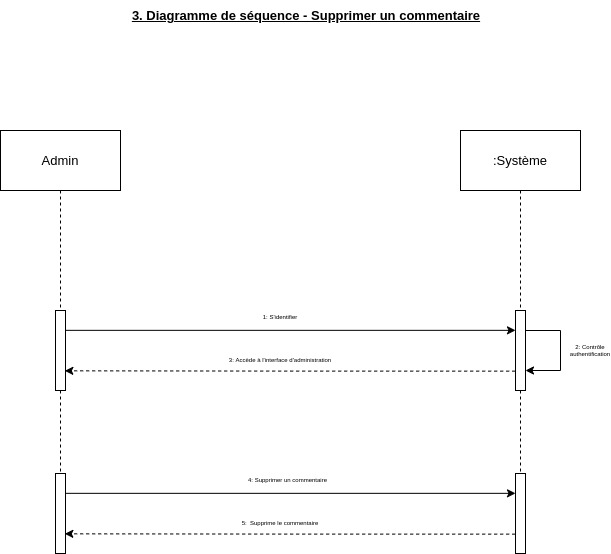 3. Diagramme de séquence - Supprimer un commentaire
Admin
:Système
1: S'identifier
2: Contrôle
authentification
3: Accède à l'interface d'administration
4: Supprimer un commentaire
5: Supprime le commentaire